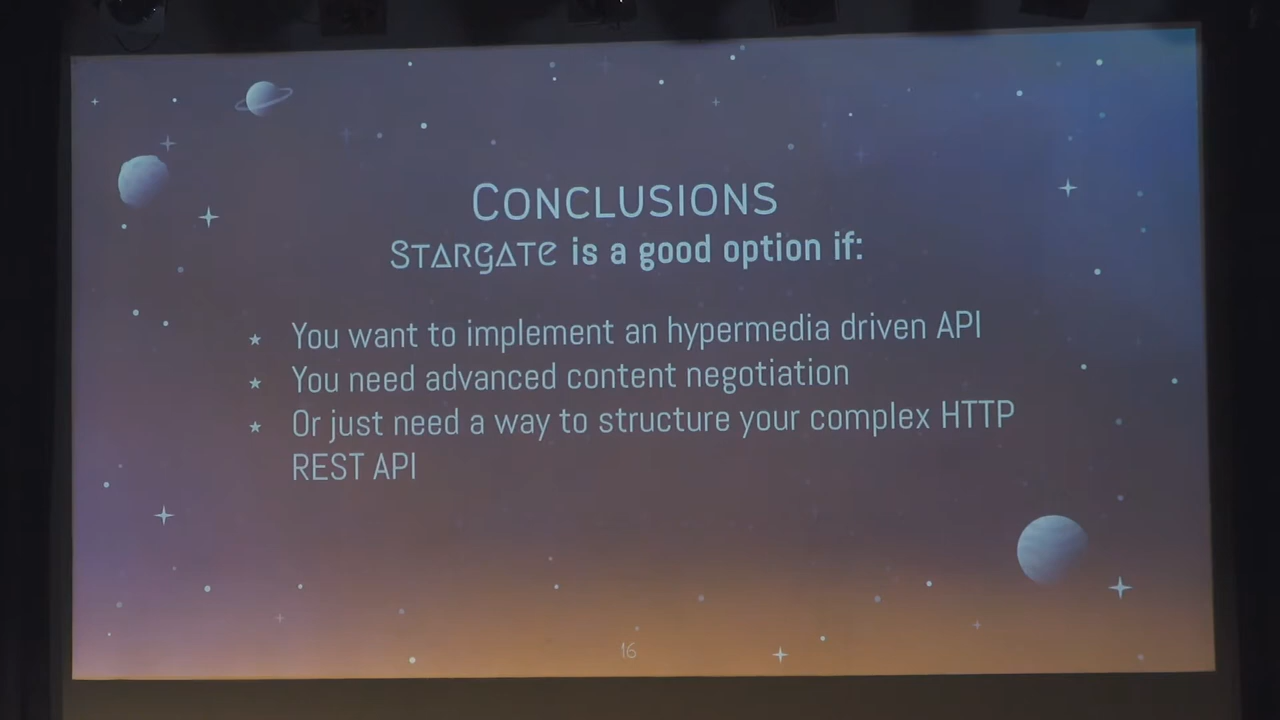 CONCLUSIONS
STARGATE is a good option if:
You want to implement an hypermedia driven API
You need advanced content negotiation
Or just need a way to structure your complex HTTP
REST API
16